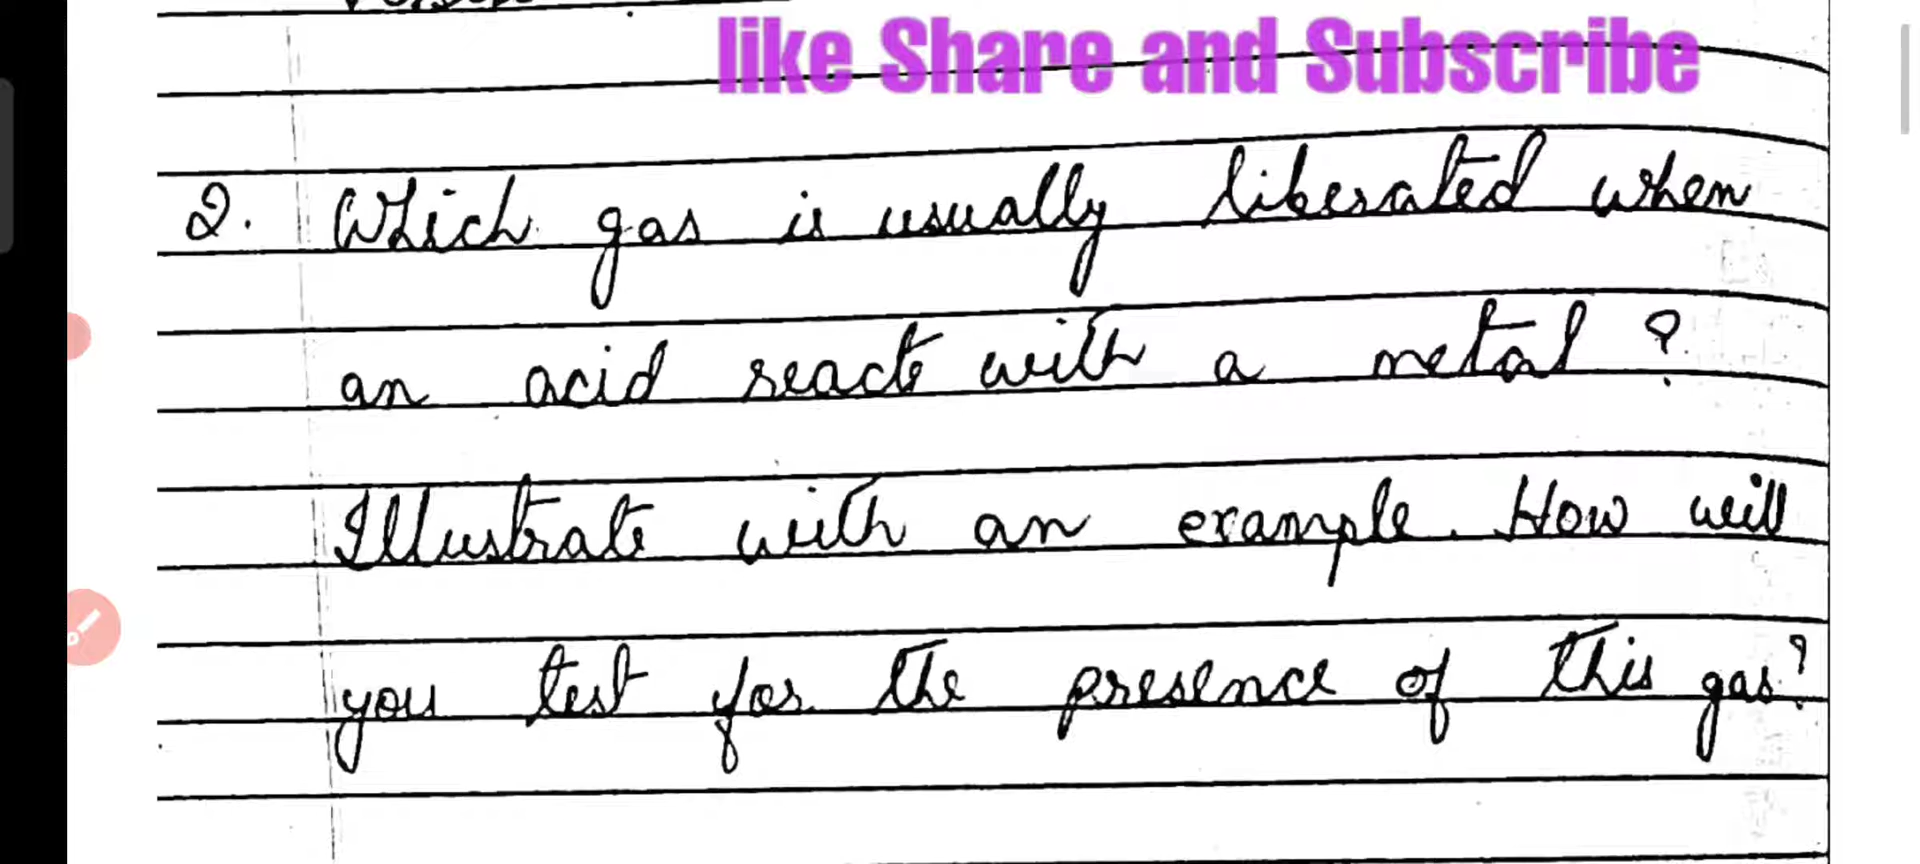 like Share and Subscribe
2. Which gas is usually liberated when
an acid reacts with a metal ?
Illustrate with an example. How will
you test for the presence of this gas?